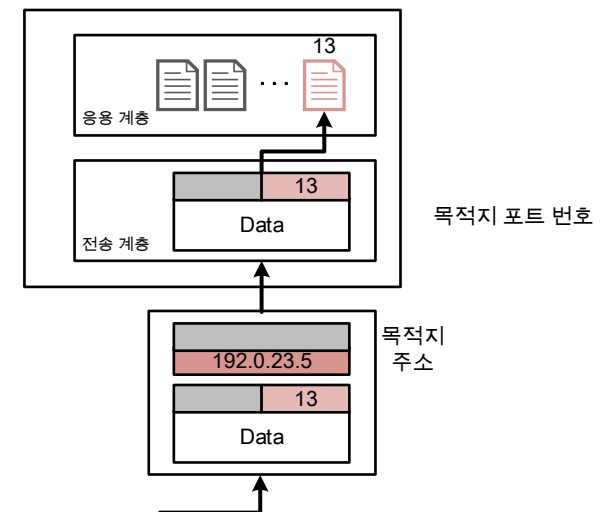 13
...
응용 계층
13
Data
전송 계층
목적지 포트 번호
192.0.23.5
목적지
주소
13
Data